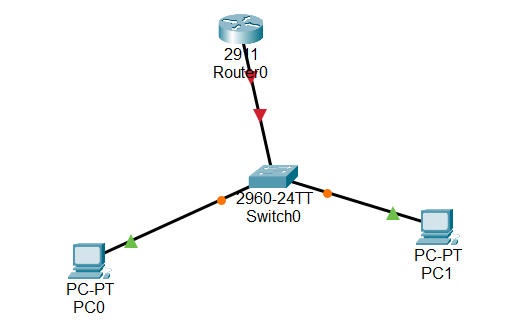 2911
Router0
2960-24TT
Switch0
PC-PT
PC0
PC-PT
PC1